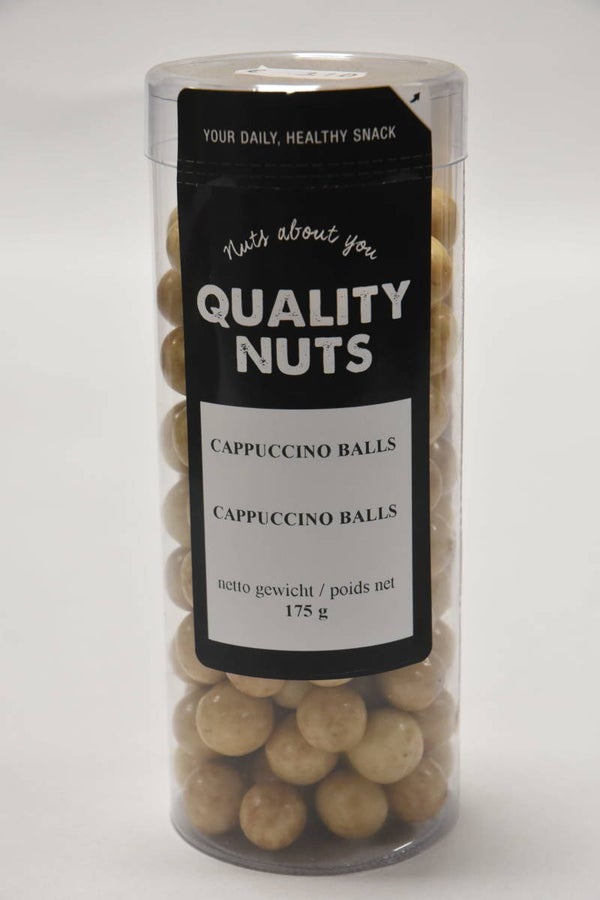 YOUR DAILY, HEALTHY SNACK
Nuts about you
QUALITY
NUTS
CAPPUCCINO BALLS
CAPPUCCINO BALLS
netto gewicht / poids net
175 g